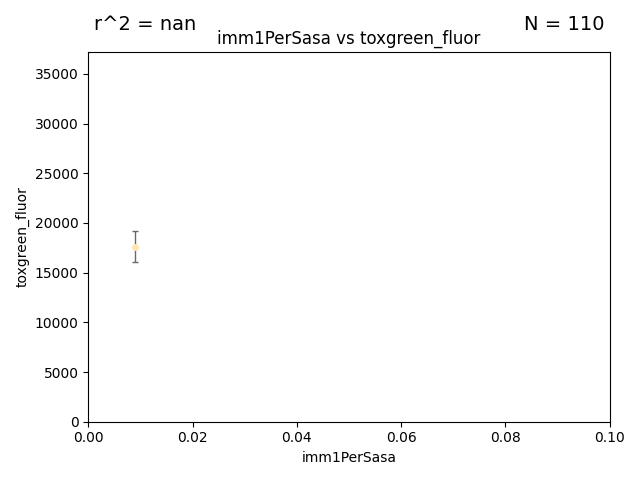 r^2 = nan
N = 110
imm1PerSasa vs toxgreen_fluor
toxgreen_fluor
35000
30000
25000
20000
15000
10000
5000
0
0.00
0.02
0.04
0.06
0.08
0.10
imm1PerSasa